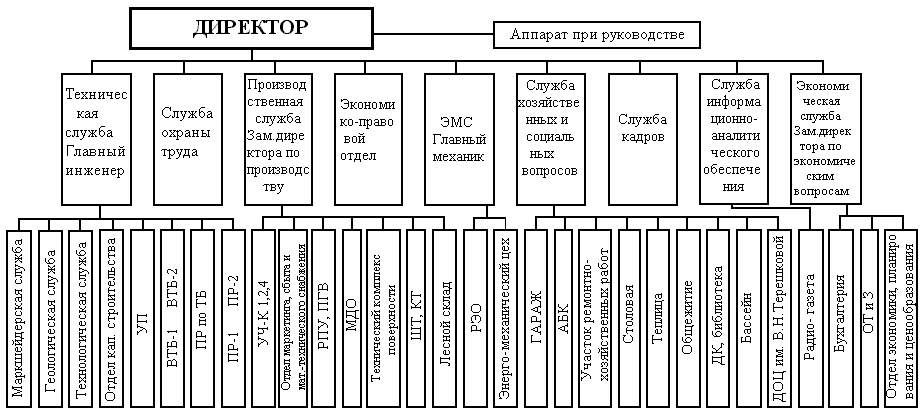 ДИРЕКТОР
Аппарат при руководстве
Техничес
кая
служба
Главный
инженер
Служба
охраны
труда
Производ
ственная
служба
Зам.дире
ктора по
производ
ству
Экономи
ко-право
вой
отдел
ЭМС
Главный
механик
Служба
хозяйстве
нных и
социаль
ных
вопросов
Служба
кадров
Служба
информа
ционно-
аналити
ческого
обеспече
ния
Экономи
ческая
служба
Зам.дирек
тора по
экономиче
ским
вопросам
Маркшейдерская служба
Геологическая служба
Технологическая служба
Отдел кап. строительства
УП
ВТБ-1 ВТБ-2
ПР по ТБ
ПР-1 ПР-2
УЧ-К 1,2,4
Отдел маркетинга, сбыта и
мат.-технического снабжения
РПУ, ПГВ
МДО
Технический комплекс
поверхности
ШТ, КТ
Лесной склад
РЭО
Энерго-механический цех
ГАРАЖ
АБК
Участок ремонтно-
хозяйственных работ
Столовая
Теплица
Общежитие
ДК, библиотека
Бассейн
ДОЦ им. В.Н.Терешковой
Радио- газета
Бухгалтерия
ОТ и З
Отдел экономики, планиро
вания и ценообразования